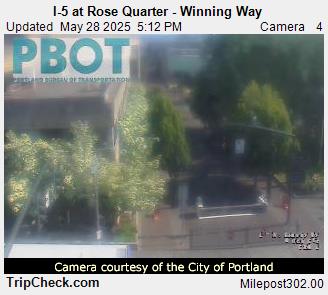 I-5 at Rose Quarter - Winning Way
Updated May 28 2025 5:12 PM Camera 4
PBOT
PORTLAND BUREAU OF TRANSPORTATION
Camera courtesy of the City of Portland
TripCheck.com Milepost302.00